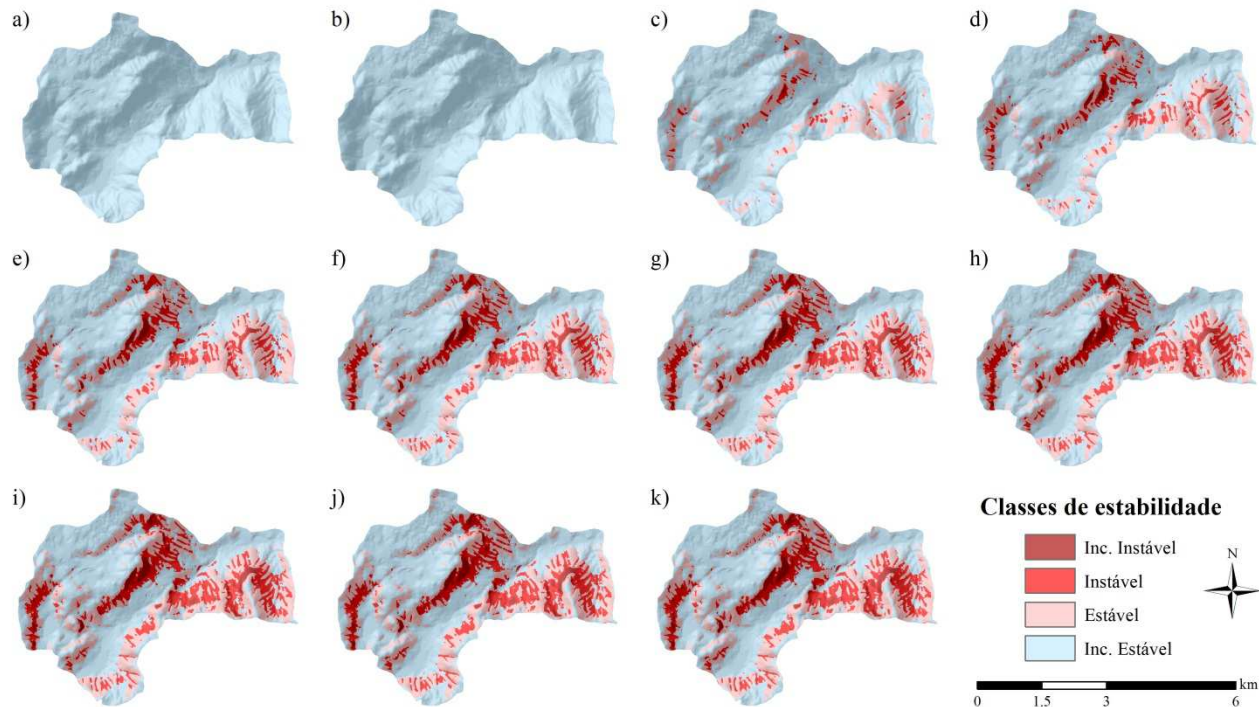 a)
b)
c)
d)
e)
f)
g)
h)
i)
j)
k)
Classes de estabilidade
Inc. Instável
Instável
Estável
Inc. Estável
N
km
0 1.5 3 6